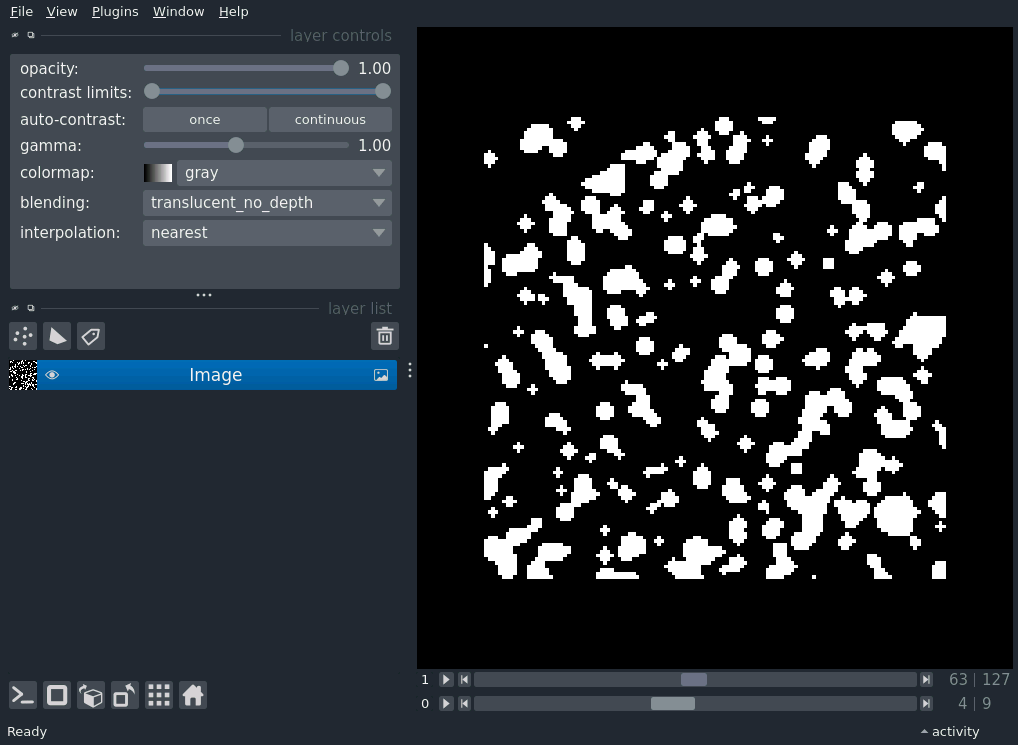 File View Plugins Window Help
layer controls
opacity: 1.00
contrast limits:
auto-contrast: once continuous
gamma: 1.00
colormap: gray
blending: translucent_no_depth
interpolation: nearest
layer list
Image
1 63 | 127
0 4 | 9
Ready activity